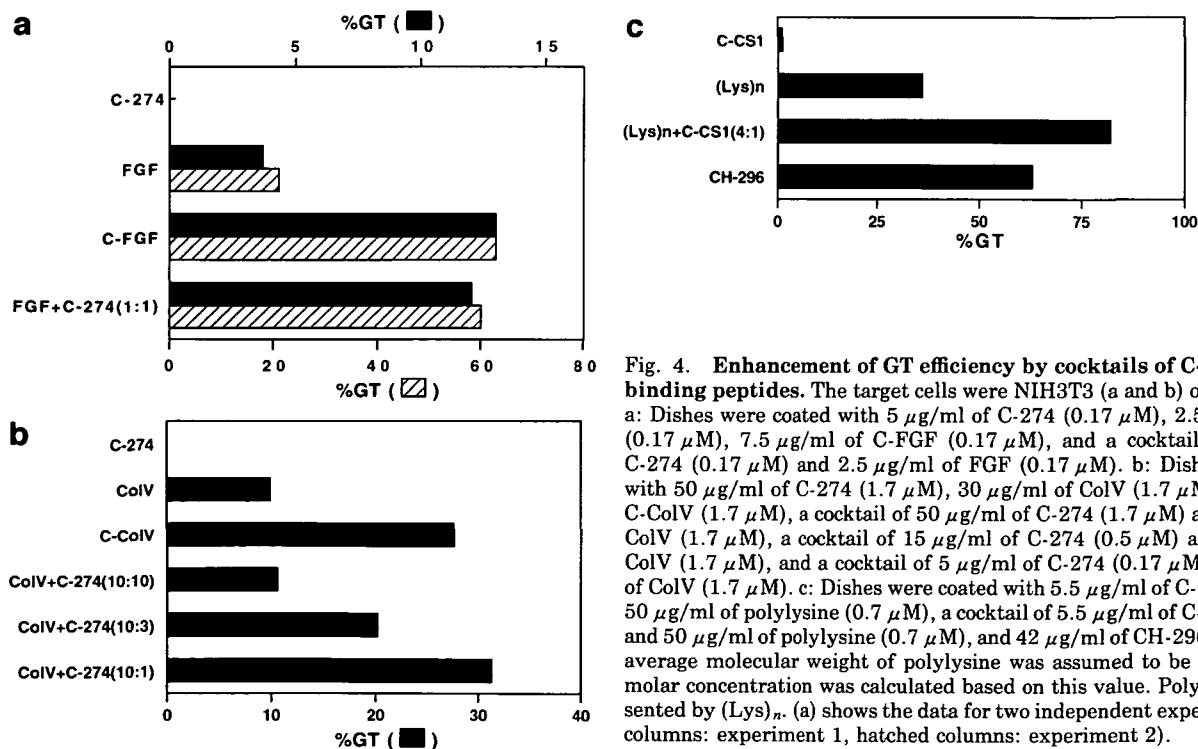 a
%GT ( )
0 5 10 15
C-274
FGF
C-FGF
FGF+C-274(1:1)
0 20 40 60 80
%GT ( )
b
C-274
ColV
C-ColV
ColV+C-274(10:10)
ColV+C-274(10:3)
ColV+C-274(10:1)
0 10 20 30 40
%GT ( )
c
C-CS1
(Lys)n
(Lys)n+C-CS1(4:1)
CH-296
0 25 50 75 100
%GT
Fig. 4. Enhancement of GT efficiency by cocktails of C-
binding peptides. The target cells were NIH3T3 (a and b) o
a: Dishes were coated with 5 μg/ml of C-274 (0.17 μM), 2.5
(0.17 μM), 7.5 μg/ml of C-FGF (0.17 μM), and a cocktail
C-274 (0.17 μM) and 2.5 μg/ml of FGF (0.17 μM). b: Dish
with 50 μg/ml of C-274 (1.7 μM), 30 μg/ml of ColV (1.7 μM
C-ColV (1.7 μM), a cocktail of 50 μg/ml of C-274 (1.7 μM) a
ColV (1.7 μM), a cocktail of 15 μg/ml of C-274 (0.5 μM) a
ColV (1.7 μM), and a cocktail of 5 μg/ml of C-274 (0.17 μM
of ColV (1.7 μM). c: Dishes were coated with 5.5 μg/ml of C-
50 μg/ml of polylysine (0.7 μM), a cocktail of 5.5 μg/ml of C-
and 50 μg/ml of polylysine (0.7 μM), and 42 μg/ml of CH-296
average molecular weight of polylysine was assumed to be
molar concentration was calculated based on this value. Poly
sented by (Lys)n. (a) shows the data for two independent expe
columns: experiment 1, hatched columns: experiment 2).